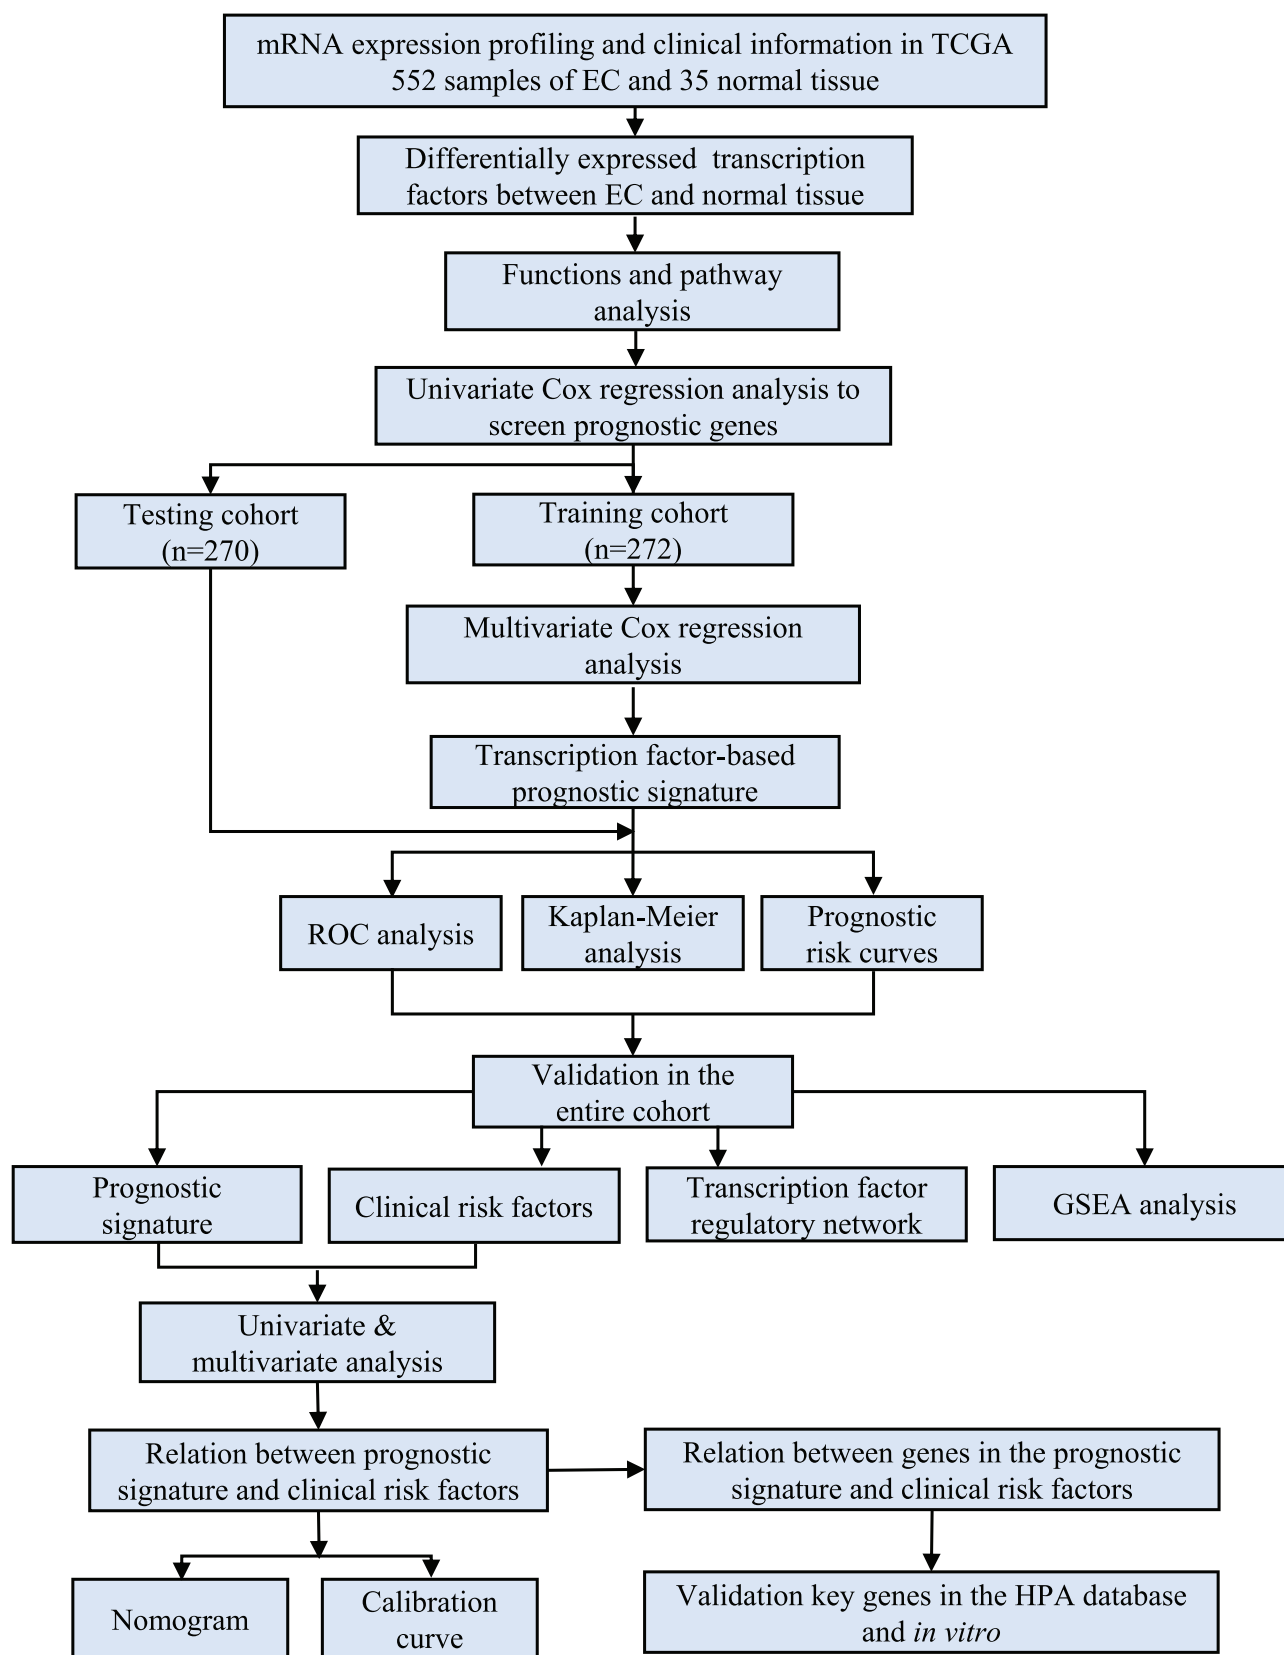 mRNA expression profiling and clinical information in TCGA
552 samples of EC and 35 normal tissue
Differentially expressed transcription
factors between EC and normal tissue
Functions and pathway
analysis
Univariate Cox regression analysis to
screen prognostic genes
Testing cohort
(n=270)
Training cohort
(n=272)
Multivariate Cox regression
analysis
Transcription factor-based
prognostic signature
ROC analysis
Kaplan-Meier
analysis
Prognostic
risk curves
Validation in the
entire cohort
Prognostic
signature
Clinical risk factors
Transcription factor
regulatory network
GSEA analysis
Univariate &
multivariate analysis
Relation between prognostic
signature and clinical risk factors
Relation between genes in the prognostic
signature and clinical risk factors
Nomogram
Calibration
curve
Validation key genes in the HPA database
and in vitro